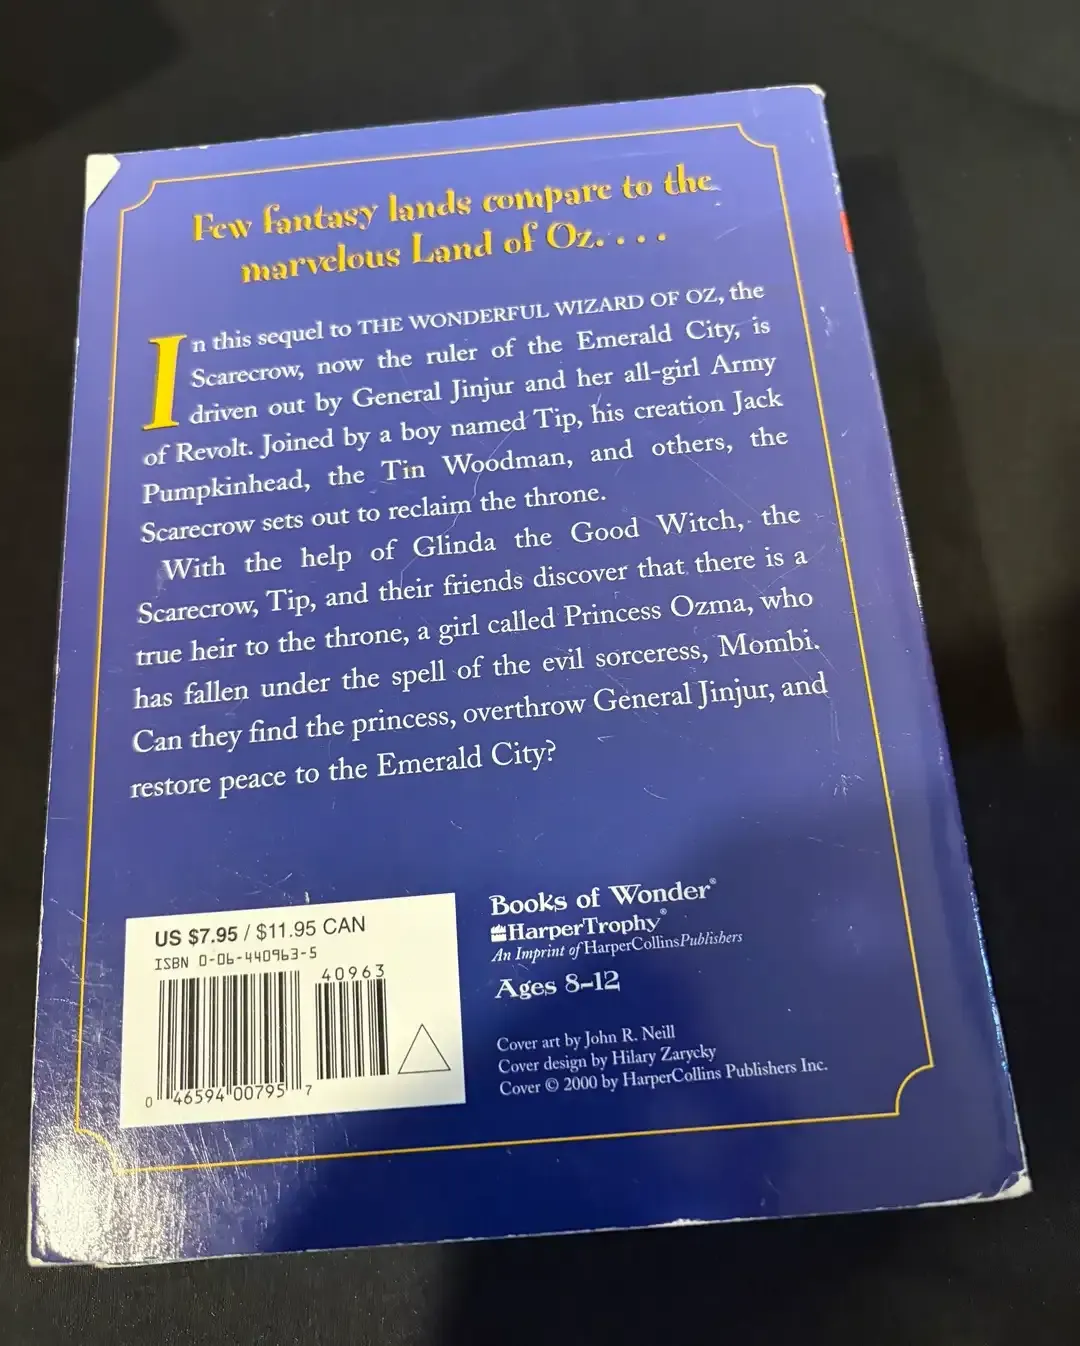 Few fantasy lands compare to the
marvelous Land of Oz. . . .
In this sequel to THE WONDERFUL WIZARD OF OZ, the
Scarecrow, now the ruler of the Emerald City, is
driven out by General Jinjur and her all-girl Army
of Revolt. Joined by a boy named Tip, his creation Jack
Pumpkinhead, the Tin Woodman, and others, the
Scarecrow sets out to reclaim the throne.
With the help of Glinda the Good Witch, the
Scarecrow, Tip, and their friends discover that there is a
true heir to the throne, a girl called Princess Ozma, who
has fallen under the spell of the evil sorceress, Mombi.
Can they find the princess, overthrow General Jinjur, and
restore peace to the Emerald City?
US $7.95 / $11.95 CAN
ISBN 0-06-440963-5
40963
0 46594 00795 7
Books of Wonder®
HarperTrophy®
An Imprint of HarperCollinsPublishers
Ages 8–12
Cover art by John R. Neill
Cover design by Hilary Zarycky
Cover © 2000 by HarperCollins Publishers Inc.